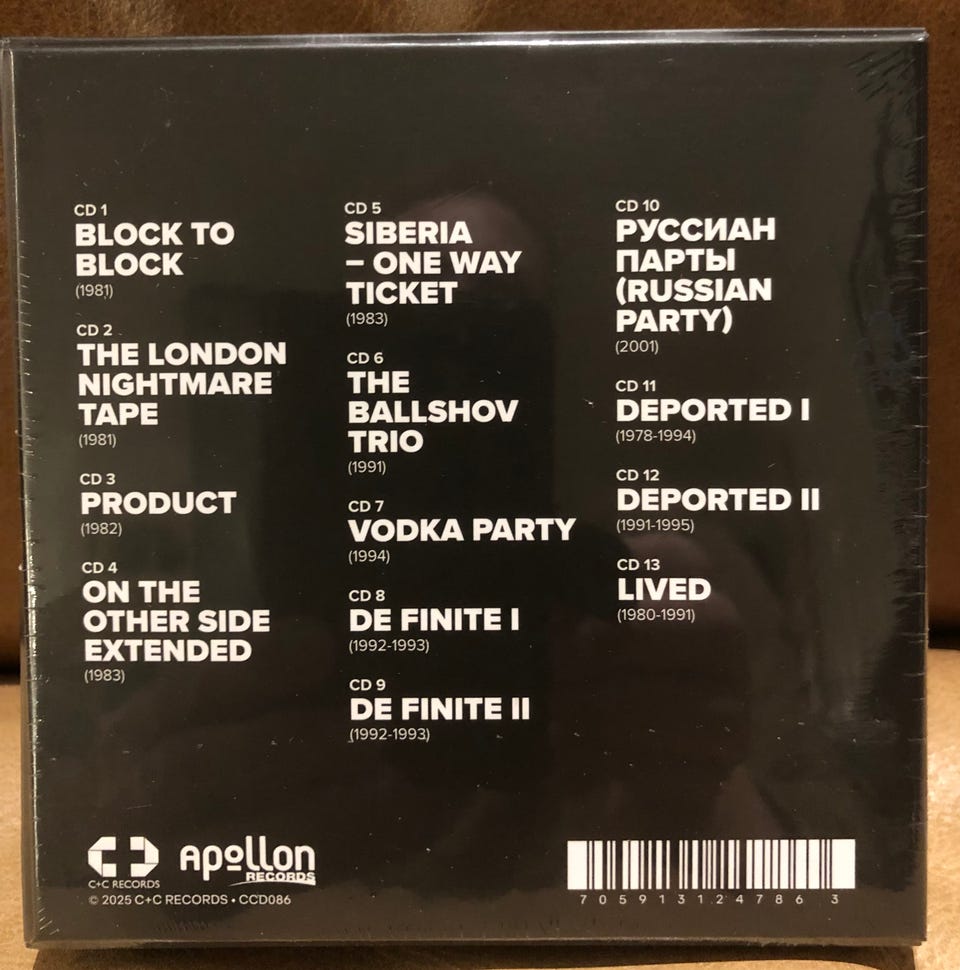 CD 1
BLOCK TO
BLOCK
(1981)
CD 2
THE LONDON
NIGHTMARE
TAPE
(1981)
CD 3
PRODUCT
(1982)
CD 4
ON THE
OTHER SIDE
EXTENDED
(1983)
CD 5
SIBERIA
– ONE WAY
TICKET
(1983)
CD 6
THE
BALLSHOV
TRIO
(1991)
CD 7
VODKA PARTY
(1994)
CD 8
DE FINITE I
(1992-1993)
CD 9
DE FINITE II
(1992-1993)
CD 10
РУССИАН
ПАРТЫ
(RUSSIAN
PARTY)
(2001)
CD 11
DEPORTED I
(1978-1994)
CD 12
DEPORTED II
(1991-1995)
CD 13
LIVED
(1980-1991)
C+C RECORDS
Apollon
RECORDS
© 2025 C+C RECORDS • CCD086
7 059131 24786 3